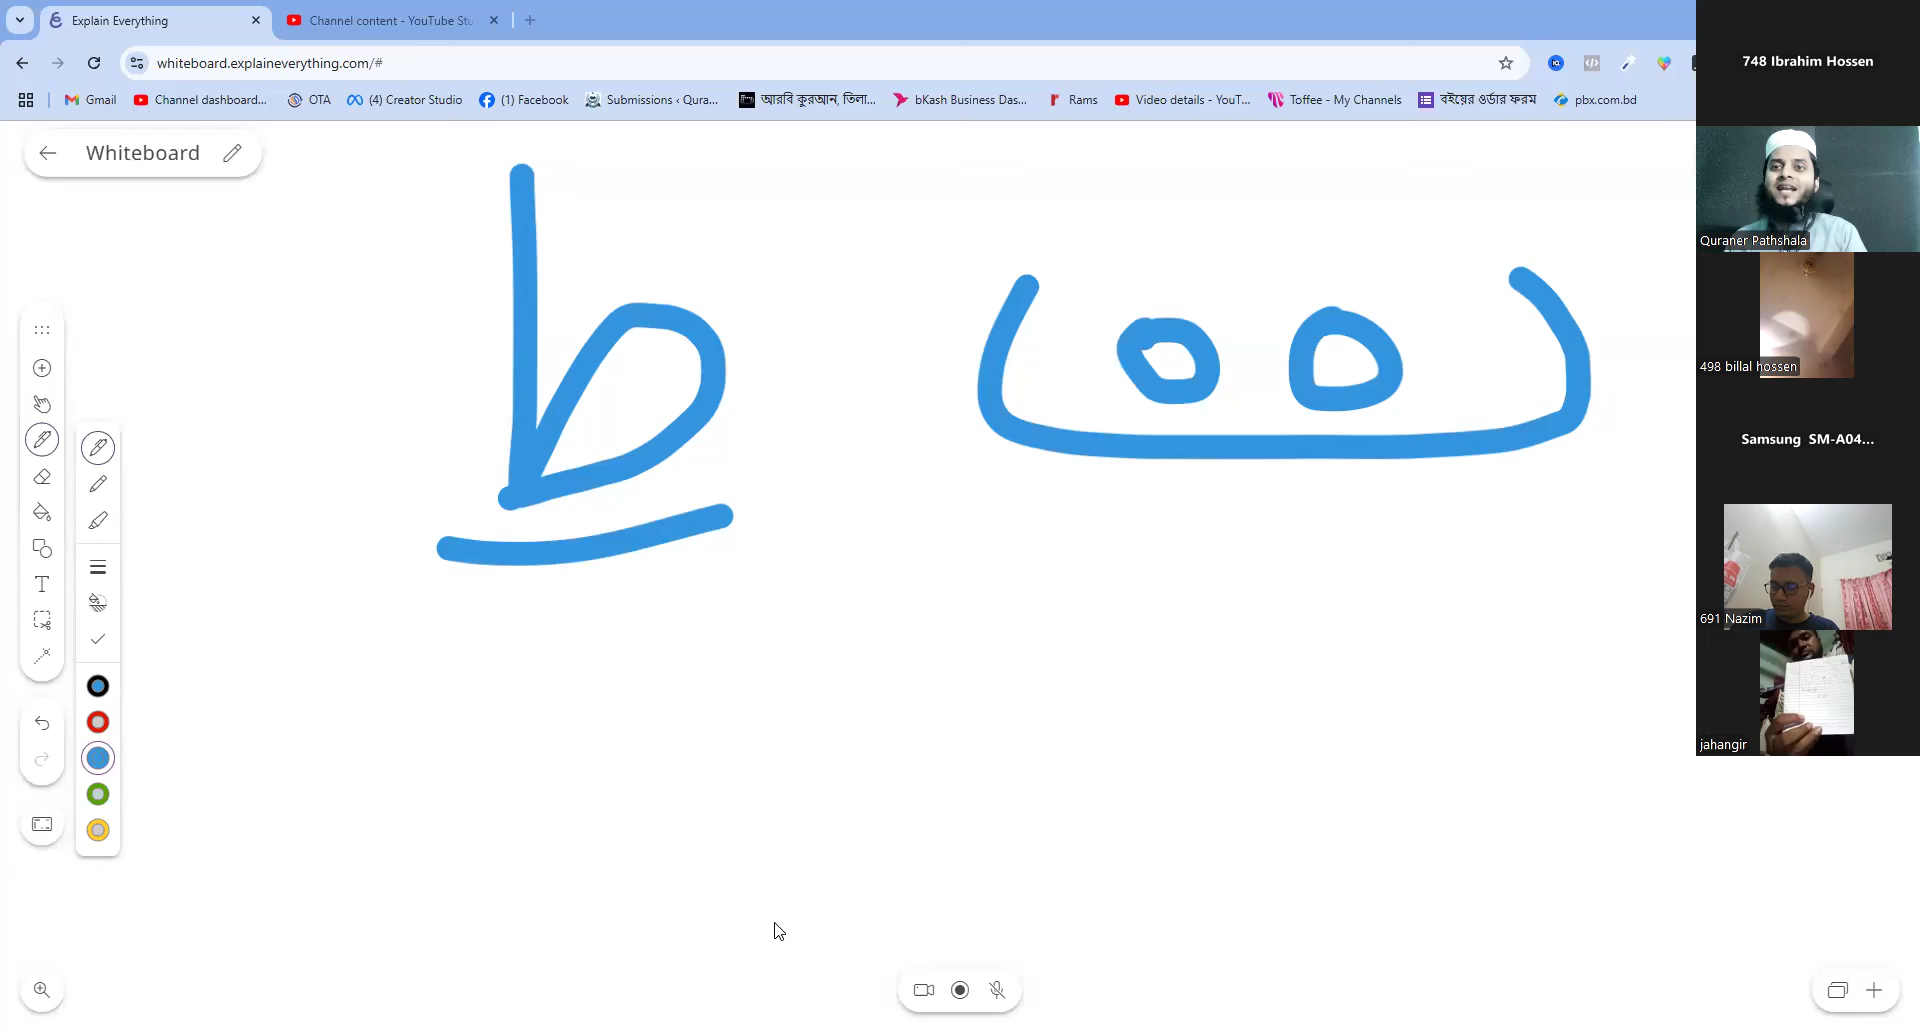 Explain Everything
Channel content - YouTube Stu
whiteboard.explaineverything.com/#
Gmail
Channel dashboard...
OTA
(4) Creator Studio
(1) Facebook
Submissions ‹ Qura...
আরবি কুরআন, তিলা...
bKash Business Das...
Rams
Video details - YouT...
Toffee - My Channels
বইয়ের ওর্ডার ফরম
pbx.com.bd
Whiteboard
ط
ت
T
748 Ibrahim Hossen
Quraner Pathshala
498 billal hossen
Samsung SM-A04...
691 Nazim
jahangir